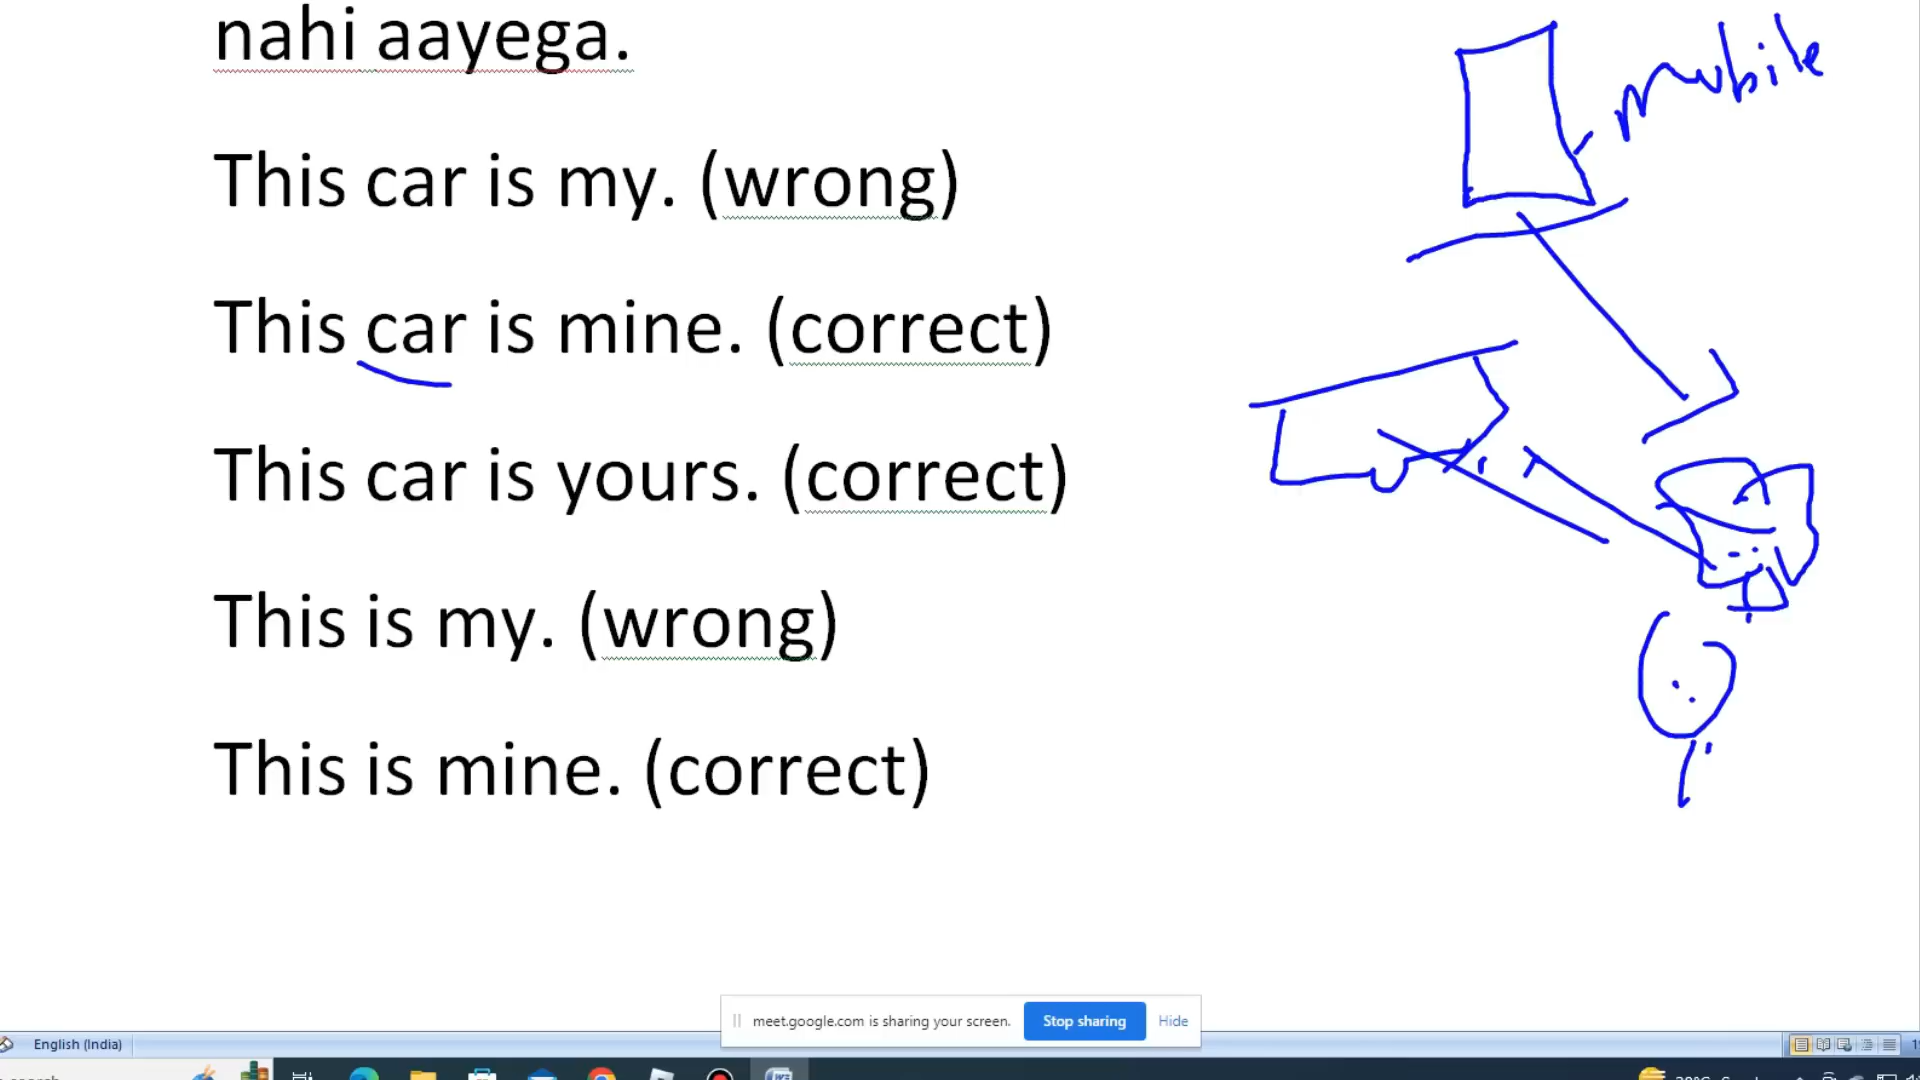 nahi aayega.
mobile
This car is my. (wrong)
This car is mine. (correct)
This car is yours. (correct)
This is my. (wrong)
This is mine. (correct)
meet.google.com is sharing your screen. Stop sharing Hide
English (India)